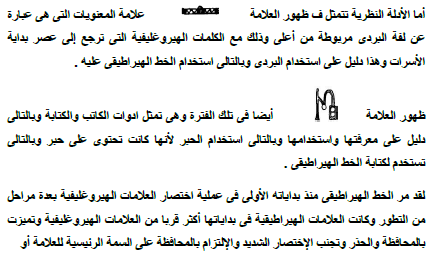 أما الأدلة النظرية تتمثل ف ظهور العلامة علامة المعنويات التى هى عبارة
عن لفة البردى مربوطة من أعلى وذلك مع الكلمات الهيروغليفية التى ترجع إلى عصر بداية
الأسرات وهذا دليل على استخدام البردى وبالتالى استخدام الخط الهيراطيقى عليه .
ظهور العلامة أيضا فى تلك الفترة وهى تمثل ادوات الكاتب والكتابة وبالتالى
دليل على معرفتها واستخدامها وبالتالى استخدام الحبر لأنها كانت تحتوى على حبر وبالتالى
تستخدم لكتابة الخط الهيراطيقى .
لقد مر الخط الهيراطيقى منذ بداياته الأولى فى عملية اختصار العلامات الهيروغليفية بعدة مراحل
من التطور وكانت العلامات الهيراطيقية فى بداياتها أكثر قربا من العلامات الهيروغليفية وتميزت
بالمحافظة والحذر وتجنب الإختصار الشديد والإلتزام بالمحافظة على السمة الرئيسية للعلامة أو